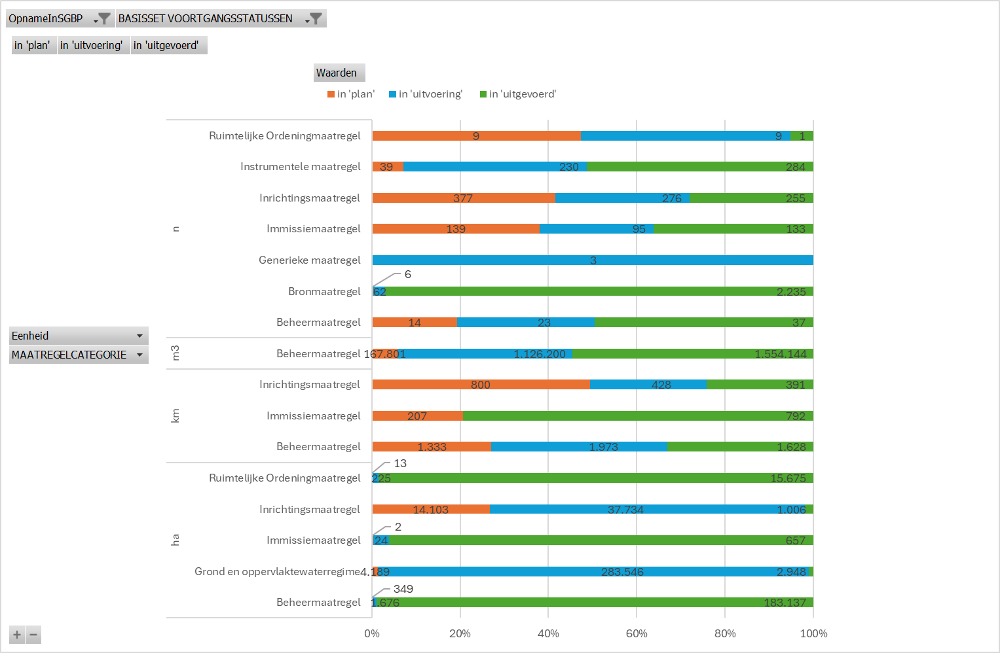 OpnameInSGBP BASISSET VOORTGANGSSTATUSSEN
in 'plan' in 'uitvoering' in 'uitgevoerd'
Waarden
in 'plan' in 'uitvoering' in 'uitgevoerd'
Ruimtelijke Ordeningmaatregel 9 9 1
Instrumentele maatregel 39 230 284
Inrichtingsmaatregel 377 276 255
n
Immissiemaatregel 139 95 133
Generieke maatregel 3
6
Bronmaatregel 62 2.235
Beheermaatregel 14 23 37
Eenheid
MAATREGELCATEGORIE
m3
Beheermaatregel 167.801 1.126.200 1.554.144
Inrichtingsmaatregel 800 428 391
km
Immissiemaatregel 207 792
Beheermaatregel 1.333 1.973 1.628
13
Ruimtelijke Ordeningmaatregel 225 15.675
Inrichtingsmaatregel 14.103 37.734 1.006
2
ha
Immissiemaatregel 24 657
Grond en oppervlaktewaterregime 4.189 283.546 2.948
349
Beheermaatregel 1.676 183.137
+ −
0% 20% 40% 60% 80% 100%